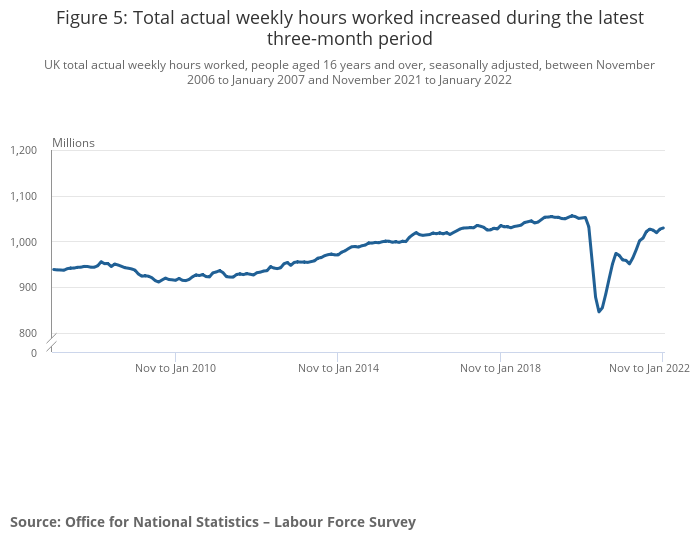 Figure 5: Total actual weekly hours worked increased during the latest
three-month period
UK total actual weekly hours worked, people aged 16 years and over, seasonally adjusted, between November
2006 to January 2007 and November 2021 to January 2022
Millions
1,200
1,100
1,000
900
800
0
Nov to Jan 2010 Nov to Jan 2014 Nov to Jan 2018 Nov to Jan 2022
Source: Office for National Statistics – Labour Force Survey